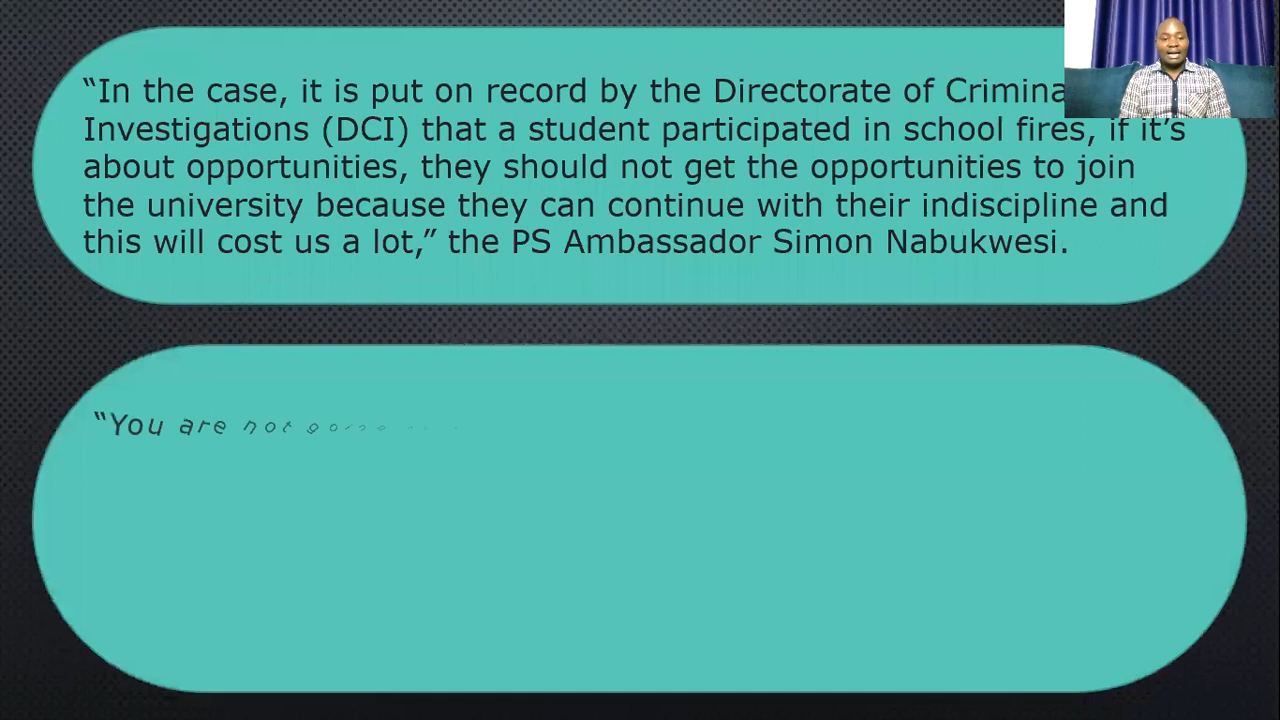 “In the case, it is put on record by the Directorate of
Investigations (DCI) that a student participated in school fires, if it’s
about opportunities, they should not get the opportunities to join
the university because they can continue with their indiscipline and
this will cost us a lot,” the PS Ambassador Simon Nabukwesi.
“You are not going